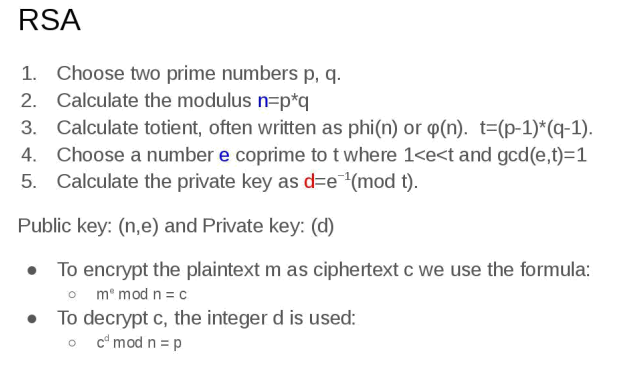 RSA
1. Choose two prime numbers p, q.
2. Calculate the modulus n=p*q
3. Calculate totient, often written as phi(n) or φ(n). t=(p-1)*(q-1).
4. Choose a number e coprime to t where 1<e<t and gcd(e,t)=1
5. Calculate the private key as d=e⁻¹(mod t).
Public key: (n,e) and Private key: (d)
● To encrypt the plaintext m as ciphertext c we use the formula:
○ mᵉ mod n = c
● To decrypt c, the integer d is used:
○ cᵈ mod n = p